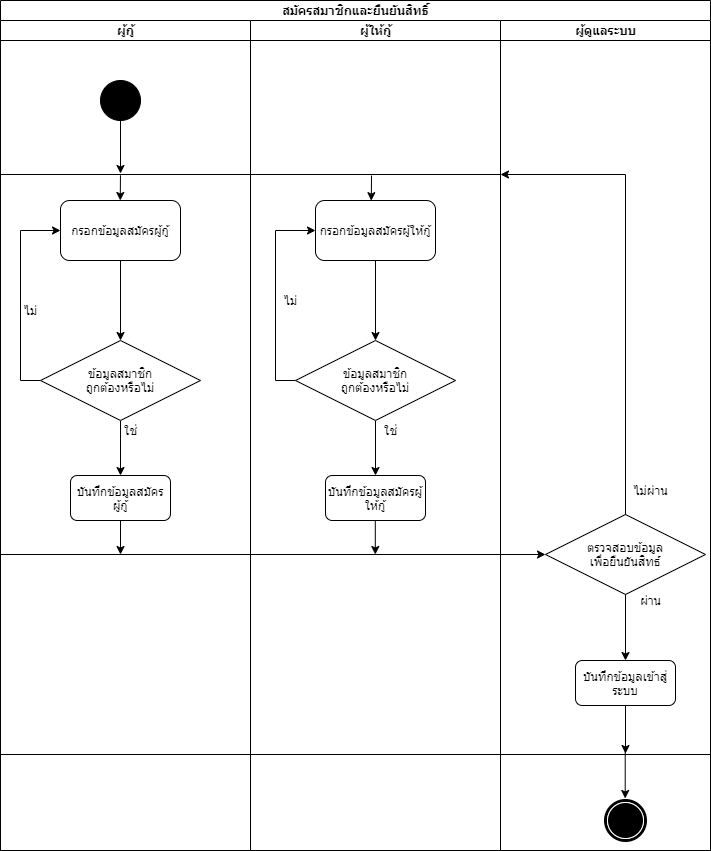 สมัครสมาชิกและยืนยันสิทธิ์
ผู้กู้
ผู้ให้กู้
ผู้ดูแลระบบ
กรอกข้อมูลสมัครผู้กู้
กรอกข้อมูลสมัครผู้ให้กู้
ไม่
ไม่
ข้อมูลสมาชิก
ถูกต้องหรือไม่
ข้อมูลสมาชิก
ถูกต้องหรือไม่
ใช่
ใช่
บันทึกข้อมูลสมัคร
ผู้กู้
บันทึกข้อมูลสมัครผู้
ให้กู้
ไม่ผ่าน
ตรวจสอบข้อมูล
เพื่อยืนยันสิทธิ์
ผ่าน
บันทึกข้อมูลเข้าสู่
ระบบ